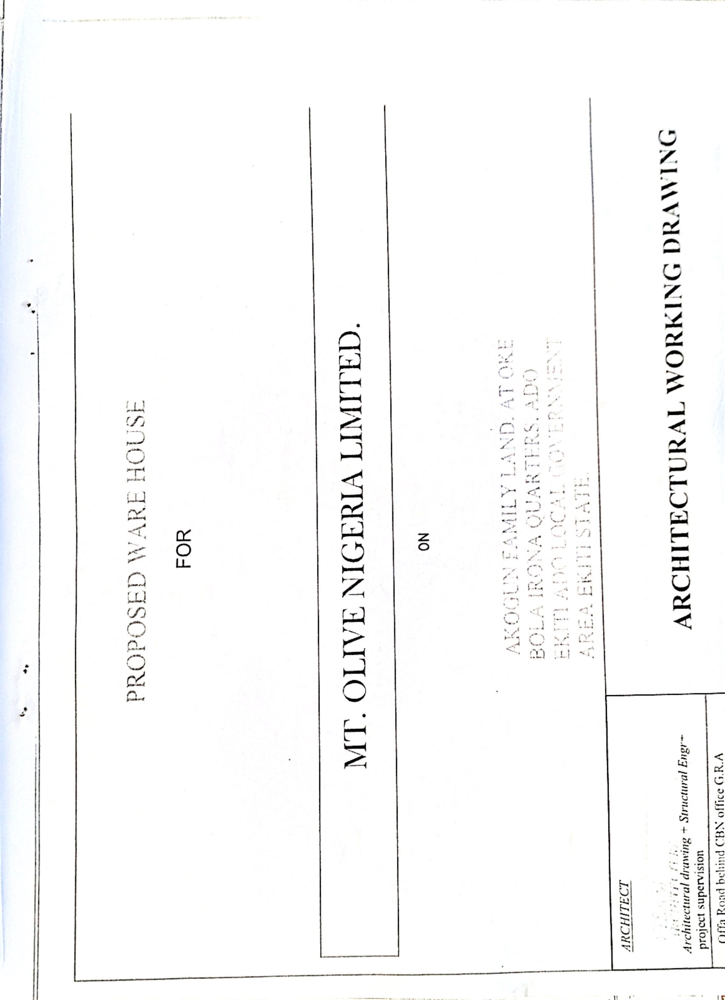 PROPOSED WARE HOUSE
FOR
MT. OLIVE NIGERIA LIMITED.
ON
AKOGUN FAMILY LAND, AT OKE
BOLA IRONA QUARTERS, ADO
EKITI ADO LOCAL GOVERNMENT
AREA EKITI STATE.
ARCHITECTURAL WORKING DRAWING
ARCHITECT
Architectural drawing + Structural Engr+
project supervision
Offa Road behind CBN office G.R.A